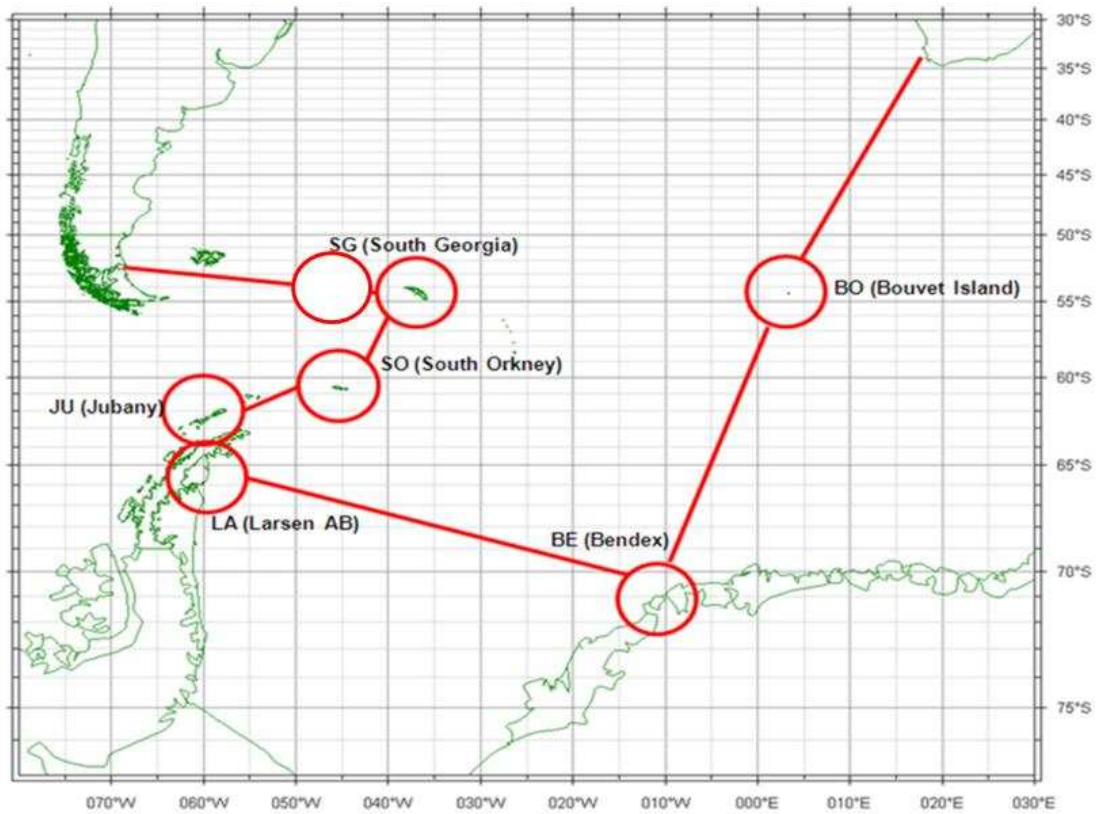 30°S
35°S
40°S
45°S
50°S
SG (South Georgia)
BO (Bouvet Island)
55°S
SO (South Orkney)
60°S
JU (Jubany)
65°S
LA (Larsen AB)
BE (Bendex)
70°S
75°S
070°W 060°W 050°W 040°W 030°W 020°W 010°W 000°E 010°E 020°E 030°E